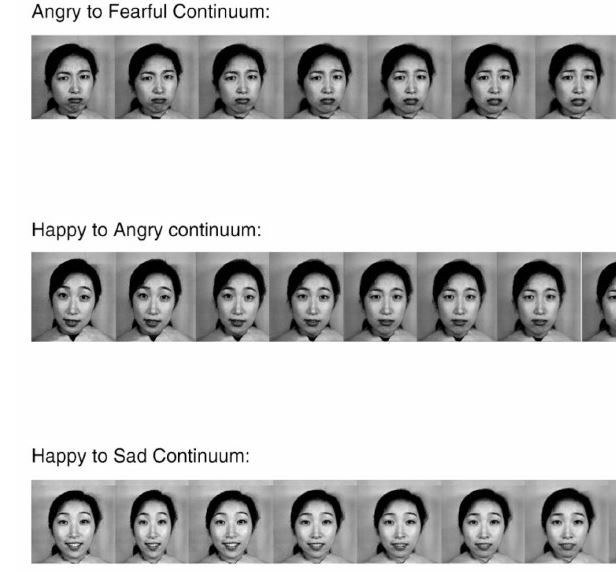 Angry to Fearful Continuum:
Happy to Angry continuum:
Happy to Sad Continuum: